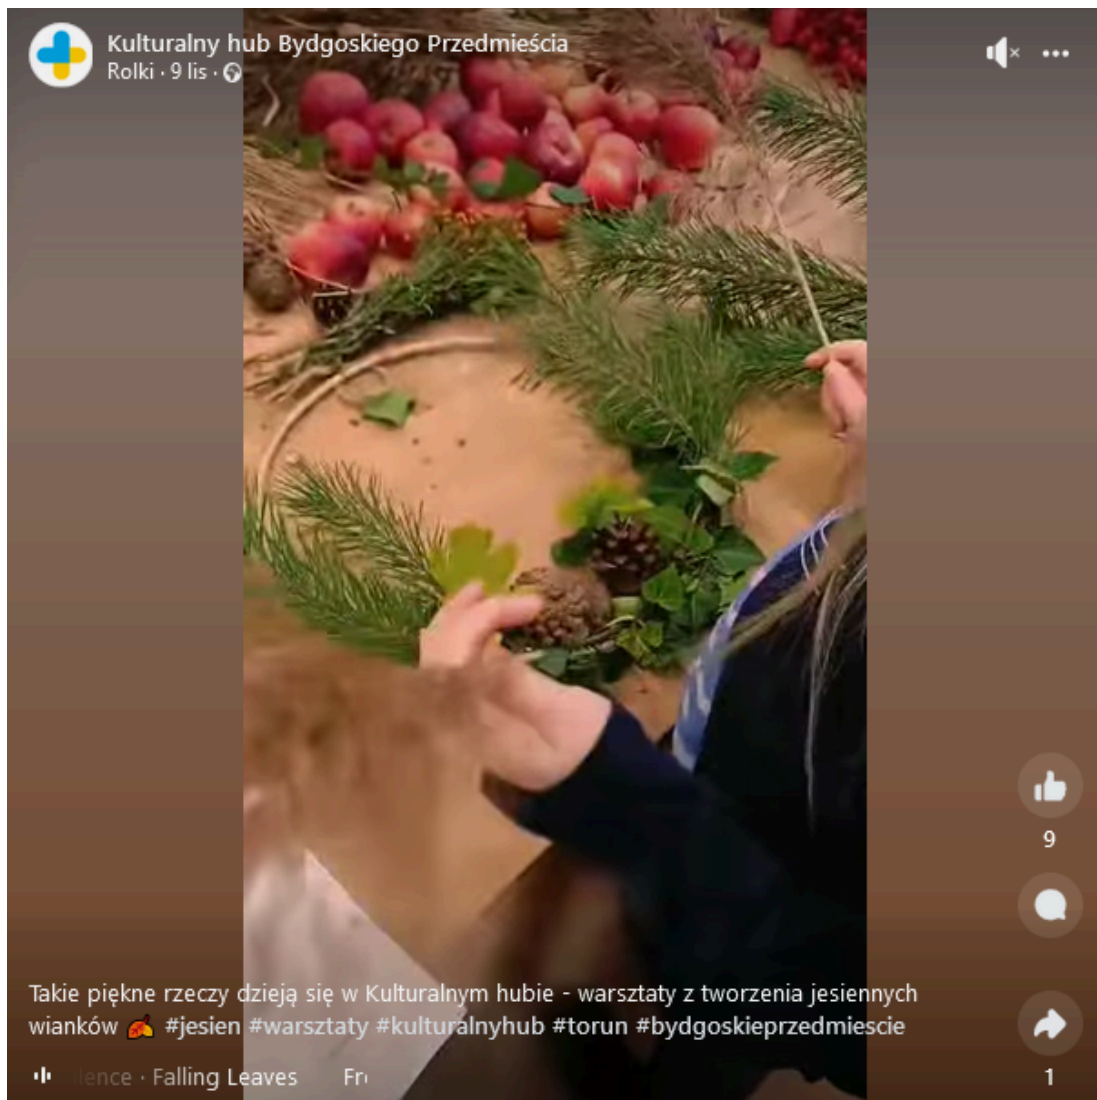 Kulturalny hub Bydgoskiego Przedmieścia
Rolki · 9 lis ·
9
Takie piękne rzeczy dzieją się w Kulturalnym hubie - warsztaty z tworzenia jesiennych
wianków 🍂 #jesien #warsztaty #kulturalnyhub #torun #bydgoskieprzedmiescie
· Falling Leaves
1